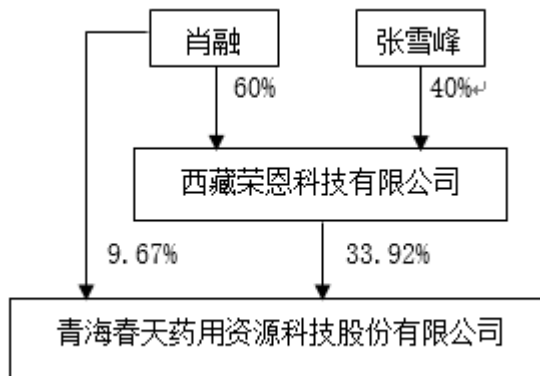 肖融
张雪峰
60%
40%↵
西藏荣恩科技有限公司
9.67%
33.92%
青海春天药用资源科技股份有限公司